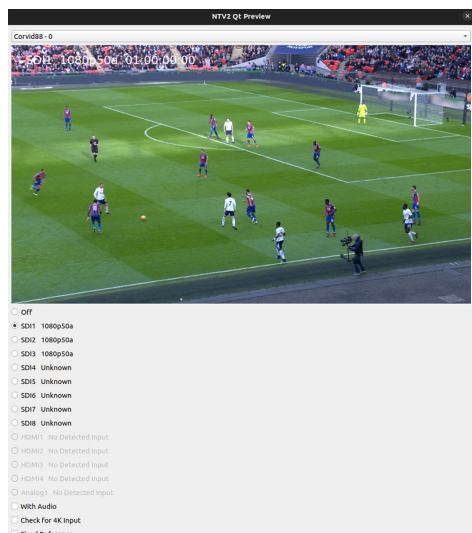 NTV2 Qt Preview
Corvid88 - 0
SDI1 1080p50a 01:00:00:00
Off
SDI1 1080p50a
SDI2 1080p50a
SDI3 1080p50a
SDI4 Unknown
SDI5 Unknown
SDI6 Unknown
SDI7 Unknown
SDI8 Unknown
HDMI1 No Detected Input
HDMI2 No Detected Input
HDMI3 No Detected Input
HDMI4 No Detected Input
Analog1 No Detected Input
With Audio
Check for 4K Input